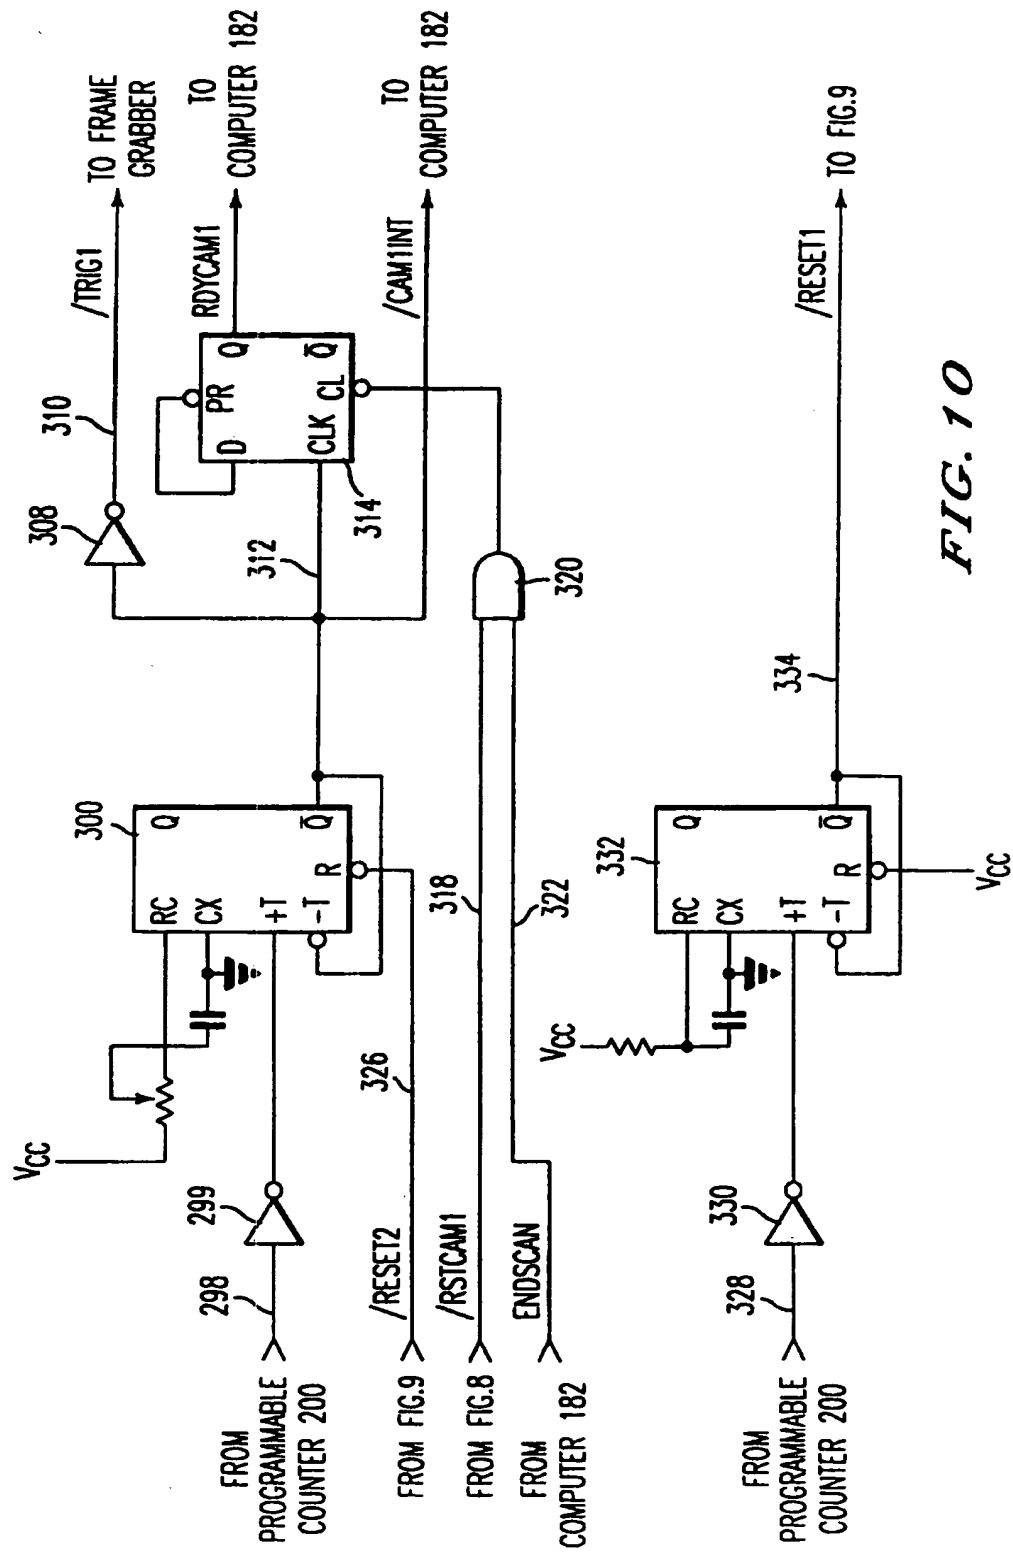 VCC
FROM
PROGRAMMABLE
COUNTER 200
298
299
RC
CX
+T
-T
R
Q
Q̅
300
308
310
/TRIG1
TO FRAME
GRABBER
312
D
PR
Q
CLK
CL
Q̅
314
RDYCAM1
TO
COMPUTER 182
/CAM1INT
TO
COMPUTER 182
FROM FIG.9
/RESET2
326
FROM FIG.8
/RSTCAM1
318
FROM
COMPUTER 182
ENDSCAN
322
320
FROM
PROGRAMMABLE
COUNTER 200
328
330
VCC
RC
CX
+T
-T
R
Q
Q̅
332
VCC
334
/RESET1
TO FIG.9
FIG. 10